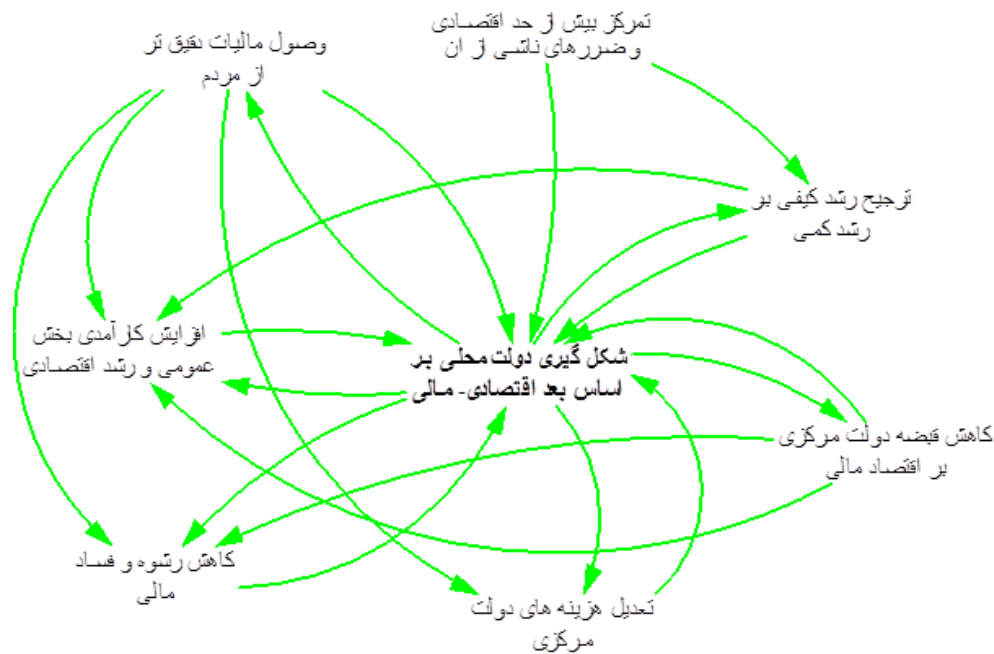 تمرکز بیش از حد اقتصادی
و ضررهای ناشی از ان
وصول مالیات دقیق تر
از مردم
ترجیح رشد کیفی بر
رشد کمی
افزایش کارآمدی بخش
عمومی و رشد اقتصادی
شکل گیری دولت محلی بر
اساس بعد اقتصادی- مالی
کاهش قبضه دولت مرکزی
بر اقتصاد مالی
کاهش رشوه و فساد
مالی
تعدیل هزینه های دولت
مرکزی